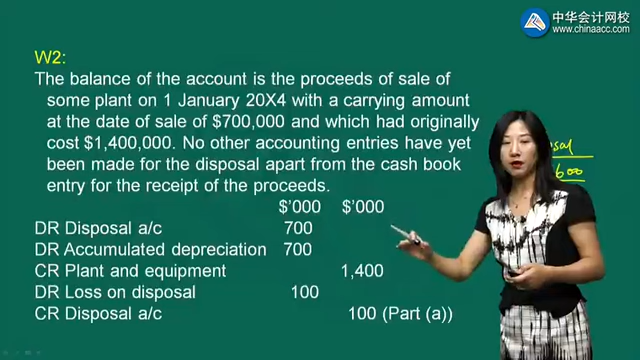 中华会计网校
www.chinaacc.com
W2:
The balance of the account is the proceeds of sale of
some plant on 1 January 20X4 with a carrying amount
at the date of sale of $700,000 and which had originally
cost $1,400,000. No other accounting entries have yet
been made for the disposal apart from the cash book
entry for the receipt of the proceeds.
$'000 $'000
DR Disposal a/c 700
DR Accumulated depreciation 700
CR Plant and equipment 1,400
DR Loss on disposal 100
CR Disposal a/c 100 (Part (a))
600